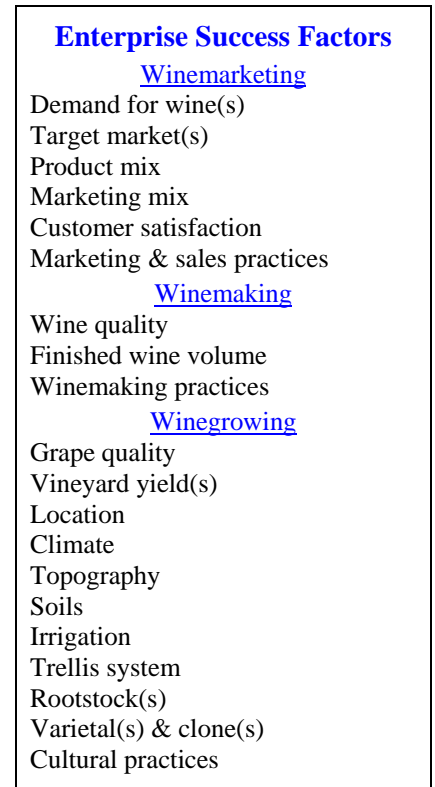 Enterprise Success Factors
Winemarketing
Demand for wine(s)
Target market(s)
Product mix
Marketing mix
Customer satisfaction
Marketing & sales practices
Winemaking
Wine quality
Finished wine volume
Winemaking practices
Winegrowing
Grape quality
Vineyard yield(s)
Location
Climate
Topography
Soils
Irrigation
Trellis system
Rootstock(s)
Varietal(s) & clone(s)
Cultural practices